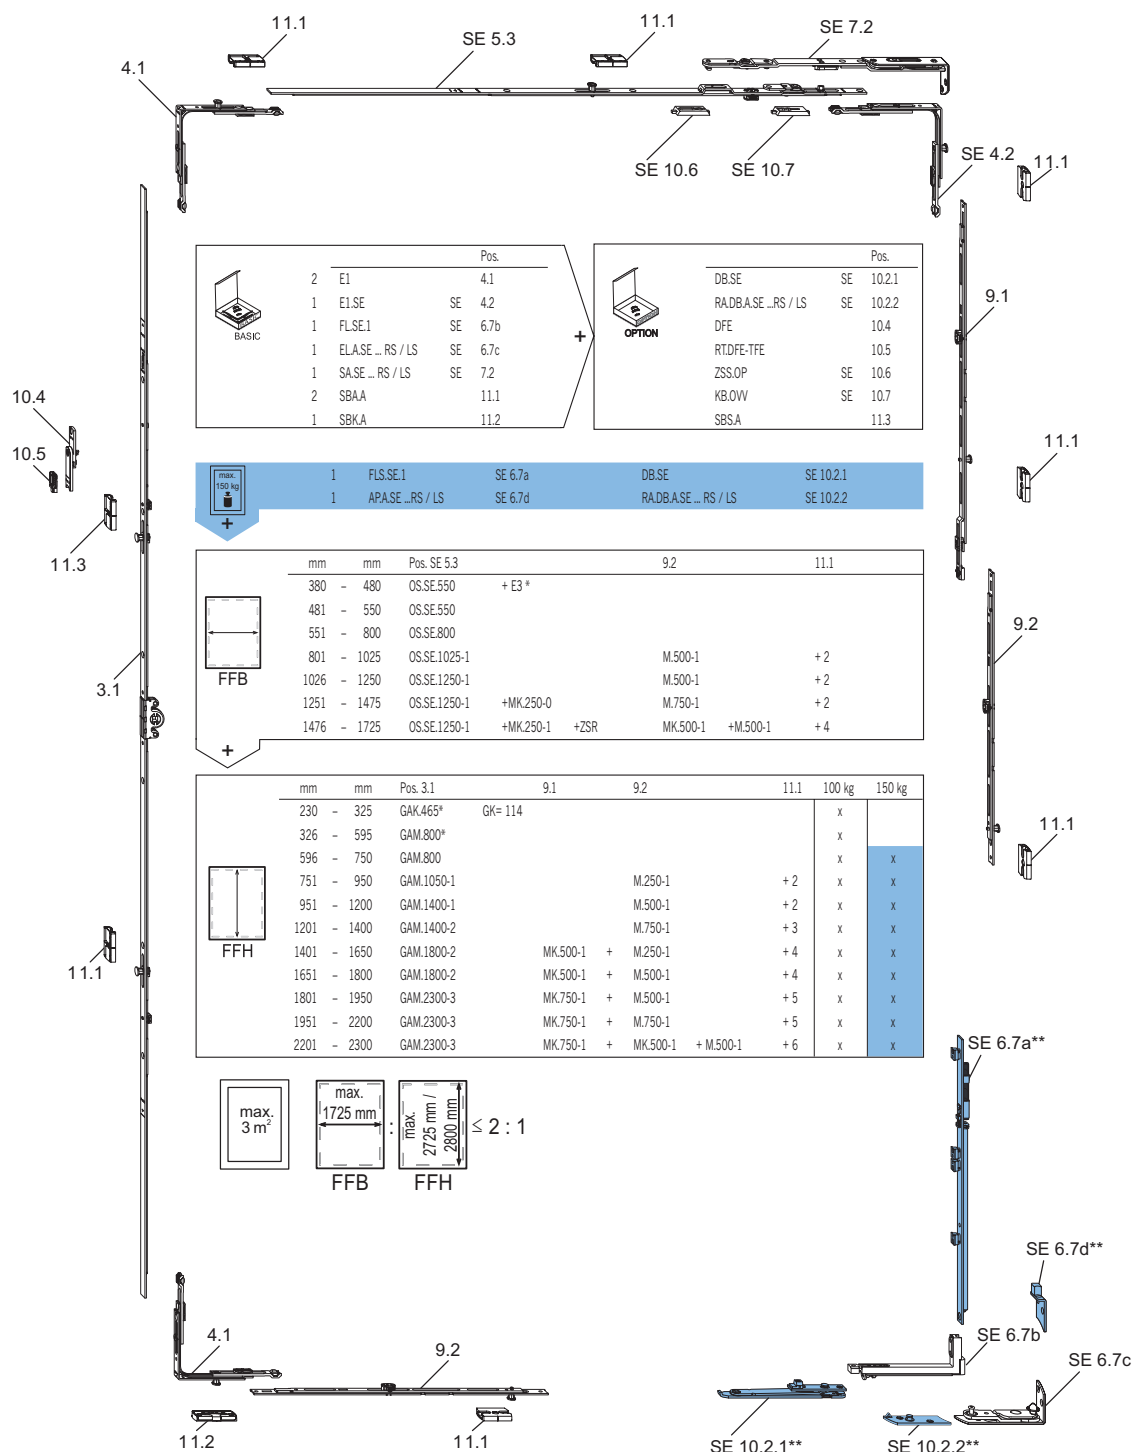 11.1
SE 5.3
11.1
SE 7.2
4.1
SE 10.6
SE 10.7
SE 4.2
11.1
Pos.
2 E1 4.1
1 E1.SE SE 4.2
1 FL.SE.1 SE 6.7b
1 EL.A.SE ... RS / LS SE 6.7c
1 SA.SE ... RS / LS SE 7.2
2 SBA.A 11.1
1 SBK.A 11.2
BASIC
+
Pos.
DB.SE SE 10.2.1
RA.DB.A.SE ...RS / LS SE 10.2.2
DFE 10.4
RT.DFE-TFE 10.5
ZSS.OP SE 10.6
KB.OVV SE 10.7
SBS.A 11.3
OPTION
9.1
10.4
10.5
11.3
11.1
max.
150 kg
+
1 FLS.SE.1 SE 6.7a DB.SE SE 10.2.1
1 AP.A.SE ...RS / LS SE 6.7d RA.DB.A.SE ... RS / LS SE 10.2.2
mm mm Pos. SE 5.3 9.2 11.1
380 – 480 OS.SE.550 + E3 *
481 – 550 OS.SE.550
551 – 800 OS.SE.800
801 – 1025 OS.SE.1025-1 M.500-1 + 2
1026 – 1250 OS.SE.1250-1 M.500-1 + 2
1251 – 1475 OS.SE.1250-1 +MK.250-0 M.750-1 + 2
1476 – 1725 OS.SE.1250-1 +MK.250-1 +ZSR MK.500-1 +M.500-1 + 4
FFB
+
9.2
3.1
mm mm Pos. 3.1 9.1 9.2 11.1 100 kg 150 kg
230 – 325 GAK.465* GK= 114 x
326 – 595 GAM.800* x
596 – 750 GAM.800 x x
751 – 950 GAM.1050-1 M.250-1 + 2 x x
951 – 1200 GAM.1400-1 M.500-1 + 2 x x
1201 – 1400 GAM.1400-2 M.750-1 + 3 x x
1401 – 1650 GAM.1800-2 MK.500-1 + M.250-1 + 4 x x
1651 – 1800 GAM.1800-2 MK.500-1 + M.500-1 + 4 x x
1801 – 1950 GAM.2300-3 MK.750-1 + M.500-1 + 5 x x
1951 – 2200 GAM.2300-3 MK.750-1 + M.750-1 + 5 x x
2201 – 2300 GAM.2300-3 MK.750-1 + MK.500-1 + M.500-1 + 6 x x
FFH
11.1
11.1
max.
3 m²
max.
1725 mm
FFB
:
max.
2725 mm /
2800 mm
FFH
≤ 2 : 1
SE 6.7a**
SE 6.7d**
SE 6.7b
SE 6.7c
4.1
9.2
11.2
11.1
SE 10.2.1**
SE 10.2.2**